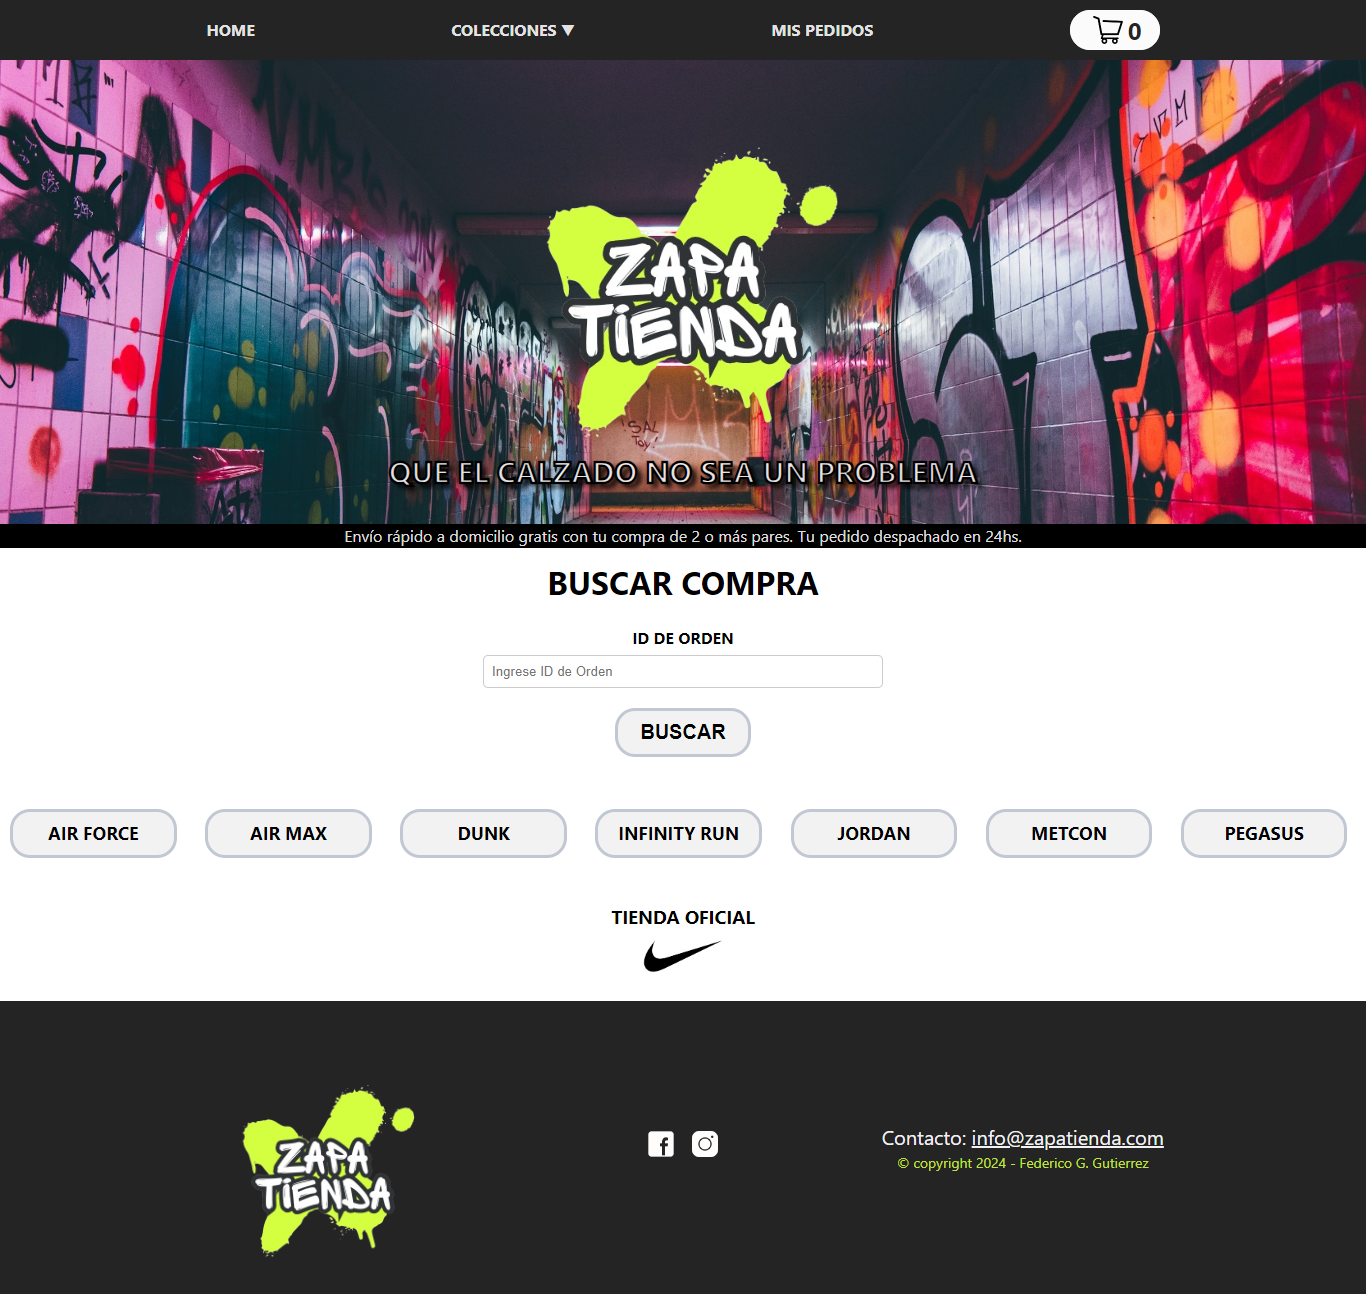 HOME
COLECCIONES ▼
MIS PEDIDOS
0
ZAPA
TIENDA
SAL
Toy!
QUE EL CALZADO NO SEA UN PROBLEMA
Envío rápido a domicilio gratis con tu compra de 2 o más pares. Tu pedido despachado en 24hs.
BUSCAR COMPRA
ID DE ORDEN
Ingrese ID de Orden
BUSCAR
AIR FORCE
AIR MAX
DUNK
INFINITY RUN
JORDAN
METCON
PEGASUS
TIENDA OFICIAL
ZAPA
TIENDA
Contacto: info@zapatienda.com
© copyright 2024 - Federico G. Gutierrez